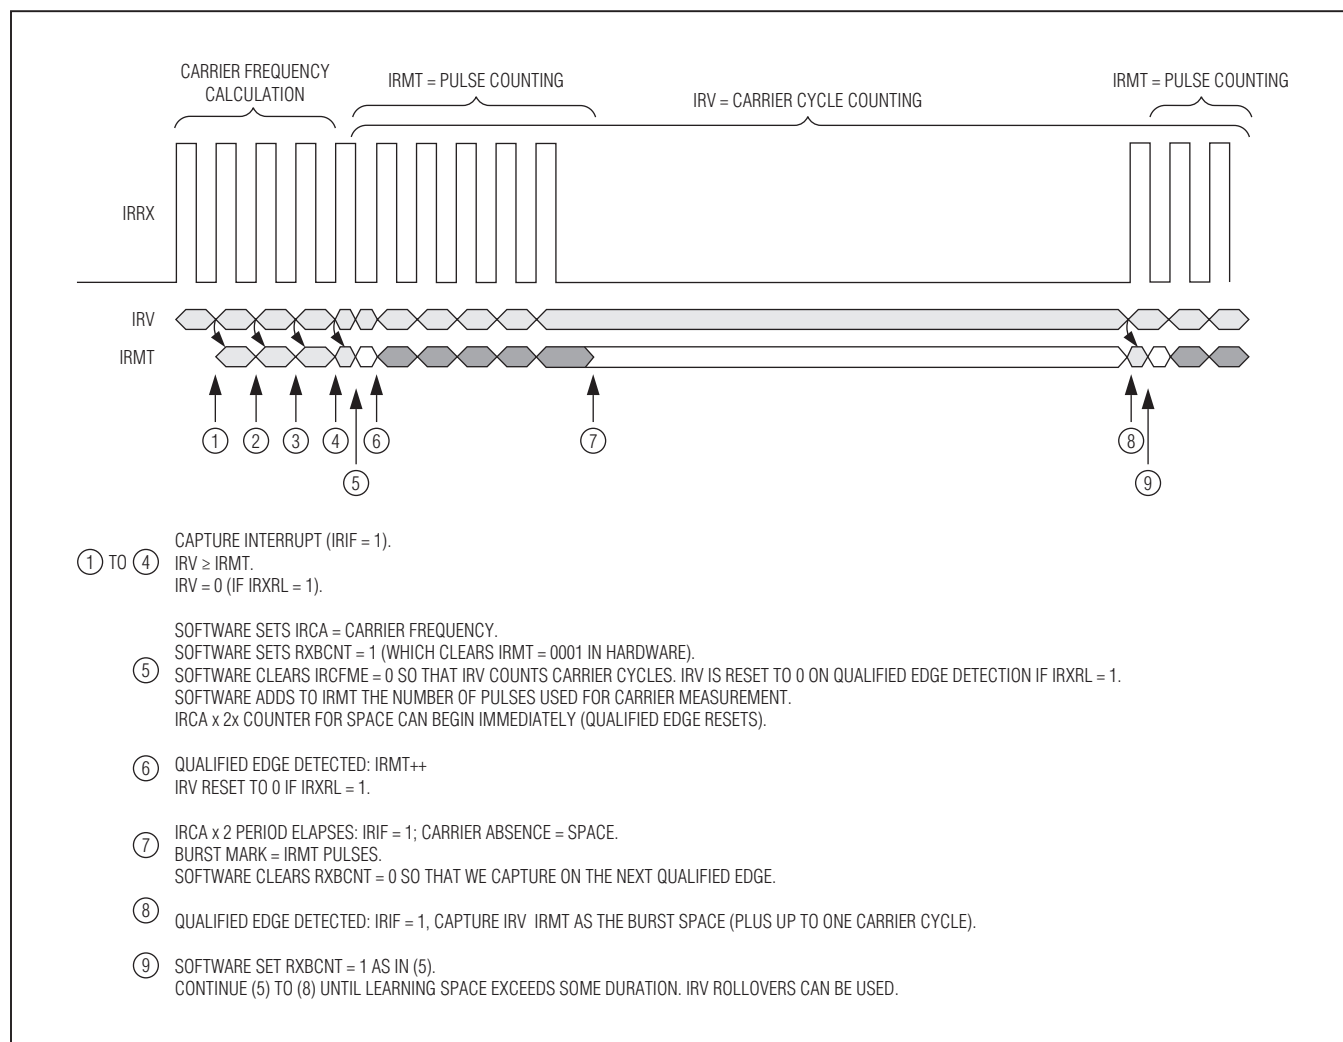 CARRIER FREQUENCY
CALCULATION
IRMT = PULSE COUNTING
IRV = CARRIER CYCLE COUNTING
IRMT = PULSE COUNTING
IRRX
IRV
IRMT
1
2
3
4
6
7
8
5
9
1 TO 4
CAPTURE INTERRUPT (IRIF = 1).
IRV ≥ IRMT.
IRV = 0 (IF IRXRL = 1).
5
SOFTWARE SETS IRCA = CARRIER FREQUENCY.
SOFTWARE SETS RXBCNT = 1 (WHICH CLEARS IRMT = 0001 IN HARDWARE).
SOFTWARE CLEARS IRCFME = 0 SO THAT IRV COUNTS CARRIER CYCLES. IRV IS RESET TO 0 ON QUALIFIED EDGE DETECTION IF IRXRL = 1.
SOFTWARE ADDS TO IRMT THE NUMBER OF PULSES USED FOR CARRIER MEASUREMENT.
IRCA x 2x COUNTER FOR SPACE CAN BEGIN IMMEDIATELY (QUALIFIED EDGE RESETS).
6
QUALIFIED EDGE DETECTED: IRMT++
IRV RESET TO 0 IF IRXRL = 1.
7
IRCA x 2 PERIOD ELAPSES: IRIF = 1; CARRIER ABSENCE = SPACE.
BURST MARK = IRMT PULSES.
SOFTWARE CLEARS RXBCNT = 0 SO THAT WE CAPTURE ON THE NEXT QUALIFIED EDGE.
8
QUALIFIED EDGE DETECTED: IRIF = 1, CAPTURE IRV IRMT AS THE BURST SPACE (PLUS UP TO ONE CARRIER CYCLE).
9
SOFTWARE SET RXBCNT = 1 AS IN (5).
CONTINUE (5) TO (8) UNTIL LEARNING SPACE EXCEEDS SOME DURATION. IRV ROLLOVERS CAN BE USED.